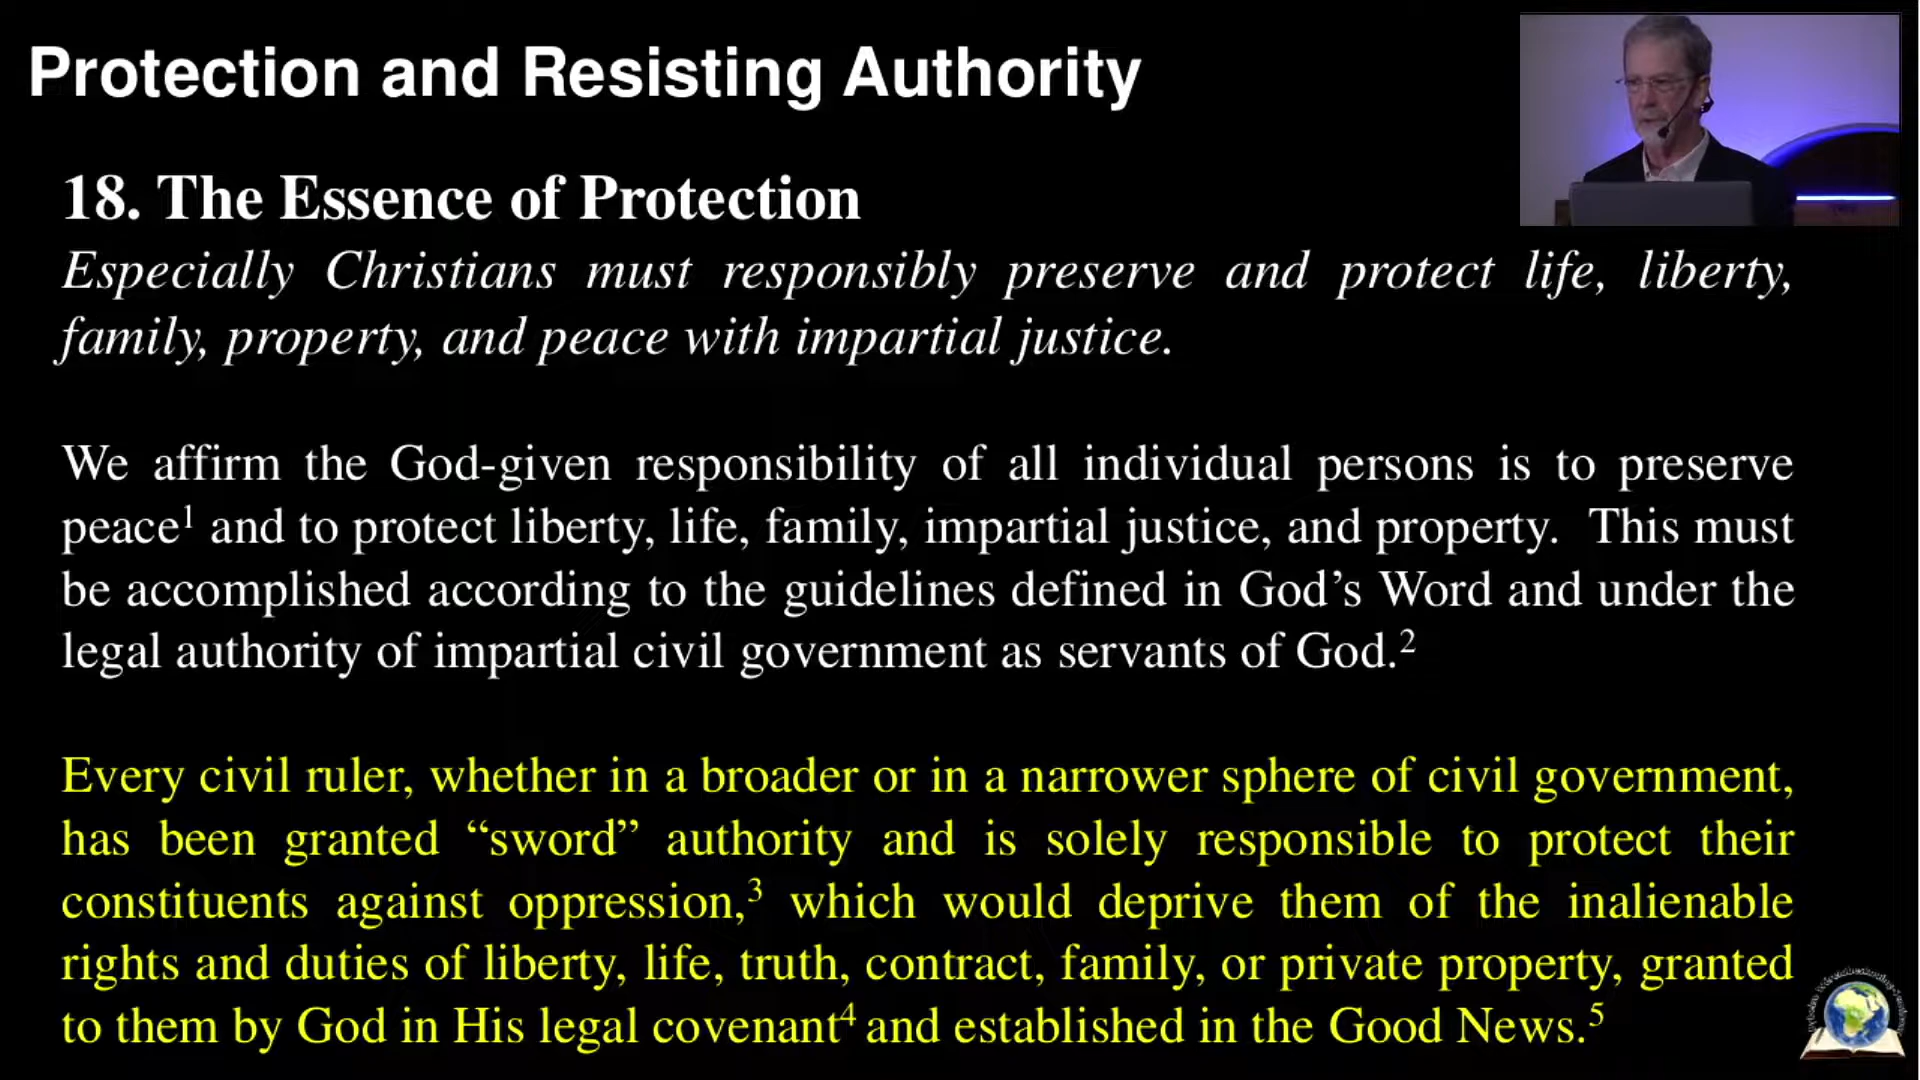 Protection and Resisting Authority
18. The Essence of Protection
Especially Christians must responsibly preserve and protect life, liberty,
family, property, and peace with impartial justice.
We affirm the God-given responsibility of all individual persons is to preserve
peace¹ and to protect liberty, life, family, impartial justice, and property. This must
be accomplished according to the guidelines defined in God’s Word and under the
legal authority of impartial civil government as servants of God.²
Every civil ruler, whether in a broader or in a narrower sphere of civil government,
has been granted “sword” authority and is solely responsible to protect their
constituents against oppression,³ which would deprive them of the inalienable
rights and duties of liberty, life, truth, contract, family, or private property, granted
to them by God in His legal covenant⁴ and established in the Good News.⁵